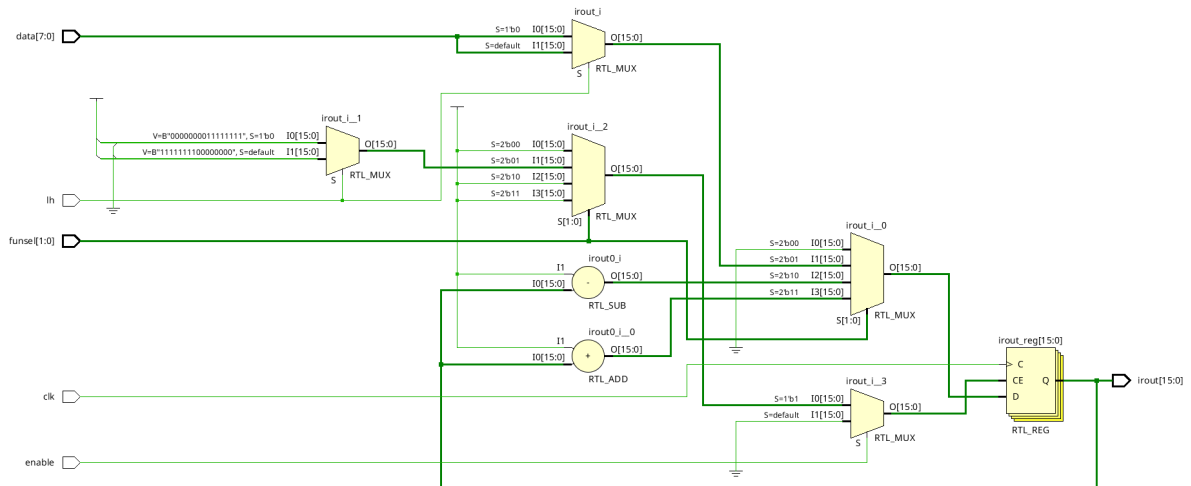 irout_i
data[7:0]
S=1'b0 I0[15:0]
S=default I1[15:0]
O[15:0]
S
RTL_MUX
irout_i__1
V=B"0000000011111111", S=1'b0 I0[15:0]
V=B"1111111100000000", S=default I1[15:0]
O[15:0]
S
RTL_MUX
irout_i__2
S=2'b00 I0[15:0]
S=2'b01 I1[15:0]
S=2'b10 I2[15:0]
S=2'b11 I3[15:0]
O[15:0]
S[1:0]
RTL_MUX
lh
funsel[1:0]
irout0_i
I1
I0[15:0]
-
O[15:0]
RTL_SUB
irout0_i__0
I1
I0[15:0]
+
O[15:0]
RTL_ADD
irout_i__0
S=2'b00 I0[15:0]
S=2'b01 I1[15:0]
S=2'b10 I2[15:0]
S=2'b11 I3[15:0]
O[15:0]
S[1:0]
RTL_MUX
clk
irout_i__3
S=1'b1 I0[15:0]
S=default I1[15:0]
O[15:0]
S
RTL_MUX
enable
irout_reg[15:0]
C
CE Q
D
RTL_REG
irout[15:0]